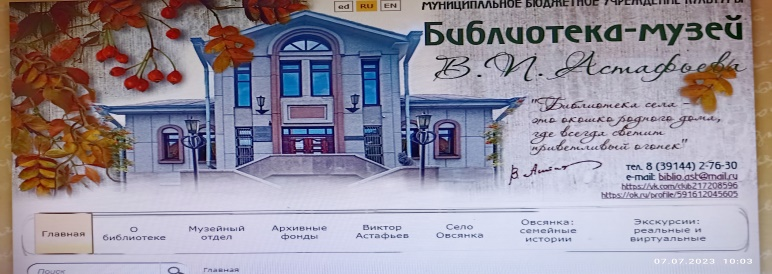 ed RU EN
МУНИЦИПАЛЬНОЕ БЮДЖЕТНОЕ УЧРЕЖДЕНИЕ КУЛЬТУРЫ
Библиотека-музей
В. П. Астафьева
"Библиотека села –
это окошко родного дома,
где всегда светит
приветливый огонек"
тел. 8 (39144) 2-76-30
e-mail: biblio.ast@mail.ru
https://vk.com/club217208596
https://ok.ru/profile/591612045605
Главная
О
библиотеке
Музейный
отдел
Архивные
фонды
Виктор
Астафьев
Село
Овсянка
Овсянка:
семейные
истории
Экскурсии:
реальные и
виртуальные
Поиск
Главная
07.07.2023 10:03